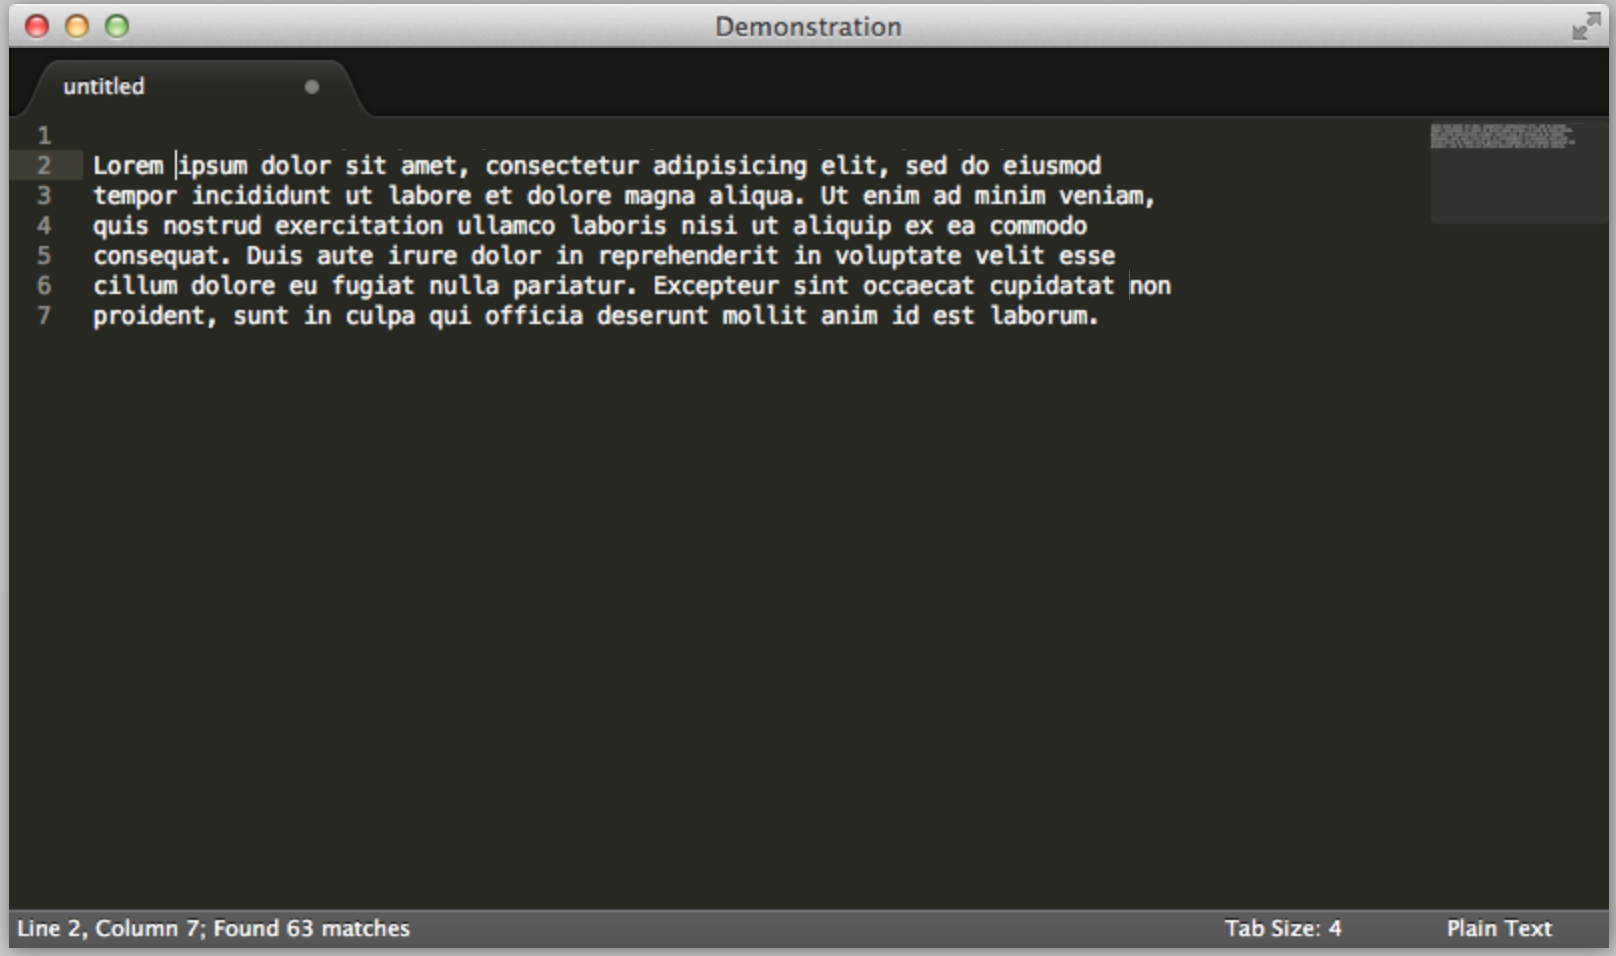 Demonstration
untitled
1
2 Lorem ipsum dolor sit amet, consectetur adipisicing elit, sed do eiusmod
3 tempor incididunt ut labore et dolore magna aliqua. Ut enim ad minim veniam,
4 quis nostrud exercitation ullamco laboris nisi ut aliquip ex ea commodo
5 consequat. Duis aute irure dolor in reprehenderit in voluptate velit esse
6 cillum dolore eu fugiat nulla pariatur. Excepteur sint occaecat cupidatat non
7 proident, sunt in culpa qui officia deserunt mollit anim id est laborum.
Line 2, Column 7; Found 63 matches Tab Size: 4 Plain Text